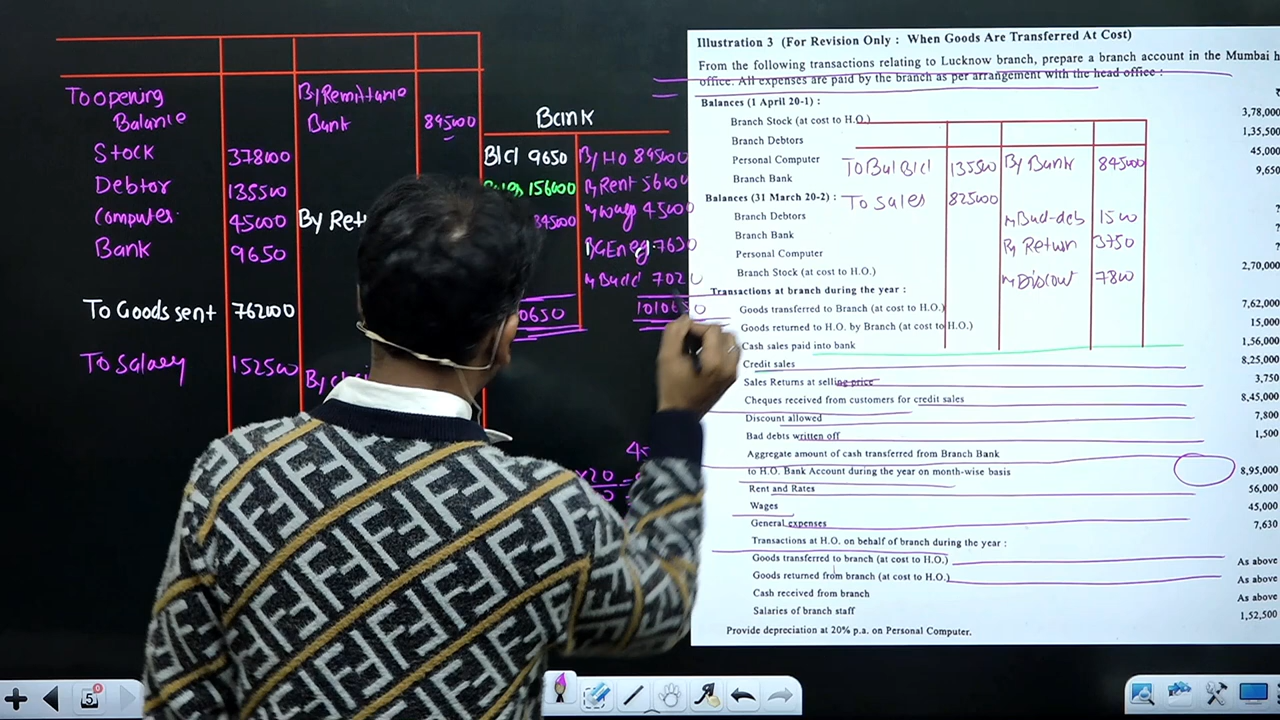 To opening
Balance
Stock 378000
Debtor 135500
Computer 45000
Bank 9650
To Goods sent 762000
To Salary 152500
By Remittance
Bank 895000
By Ret
Bank
B/d 9650
156000
845000
0650
By HO 895000
By Rent 56000
By wages 45000
By GEn eg. 7630
By Bal c/d 7020
101065 0
To Bal B/d 135500 By Bank 845000
To Sales 825000
By Bad-deb 1500
By Return 3750
By Discout 7800
Illustration 3 (For Revision Only : When Goods Are Transferred At Cost)
From the following transactions relating to Lucknow branch, prepare a branch account in the Mumbai h
office. All expenses are paid by the branch as per arrangement with the head office :
Balances (1 April 20-1) : ₹
Branch Stock (at cost to H.O.) 3,78,000
Branch Debtors 1,35,500
Personal Computer 45,000
Branch Bank 9,650
Balances (31 March 20-2) :
Branch Debtors ?
Branch Bank ?
Personal Computer ?
Branch Stock (at cost to H.O.) 2,70,000
Transactions at branch during the year :
Goods transferred to Branch (at cost to H.O.) 7,62,000
Goods returned to H.O. by Branch (at cost to H.O.) 15,000
Cash sales paid into bank 1,56,000
Credit sales 8,25,000
Sales Returns at selling price 3,750
Cheques received from customers for credit sales 8,45,000
Discount allowed 7,800
Bad debts written off 1,500
Aggregate amount of cash transferred from Branch Bank
to H.O. Bank Account during the year on month-wise basis 8,95,000
Rent and Rates 56,000
Wages 45,000
General expenses 7,630
Transactions at H.O. on behalf of branch during the year :
Goods transferred to branch (at cost to H.O.) As above
Goods returned from branch (at cost to H.O.) As above
Cash received from branch As above
Salaries of branch staff 1,52,500
Provide depreciation at 20% p.a. on Personal Computer.
5